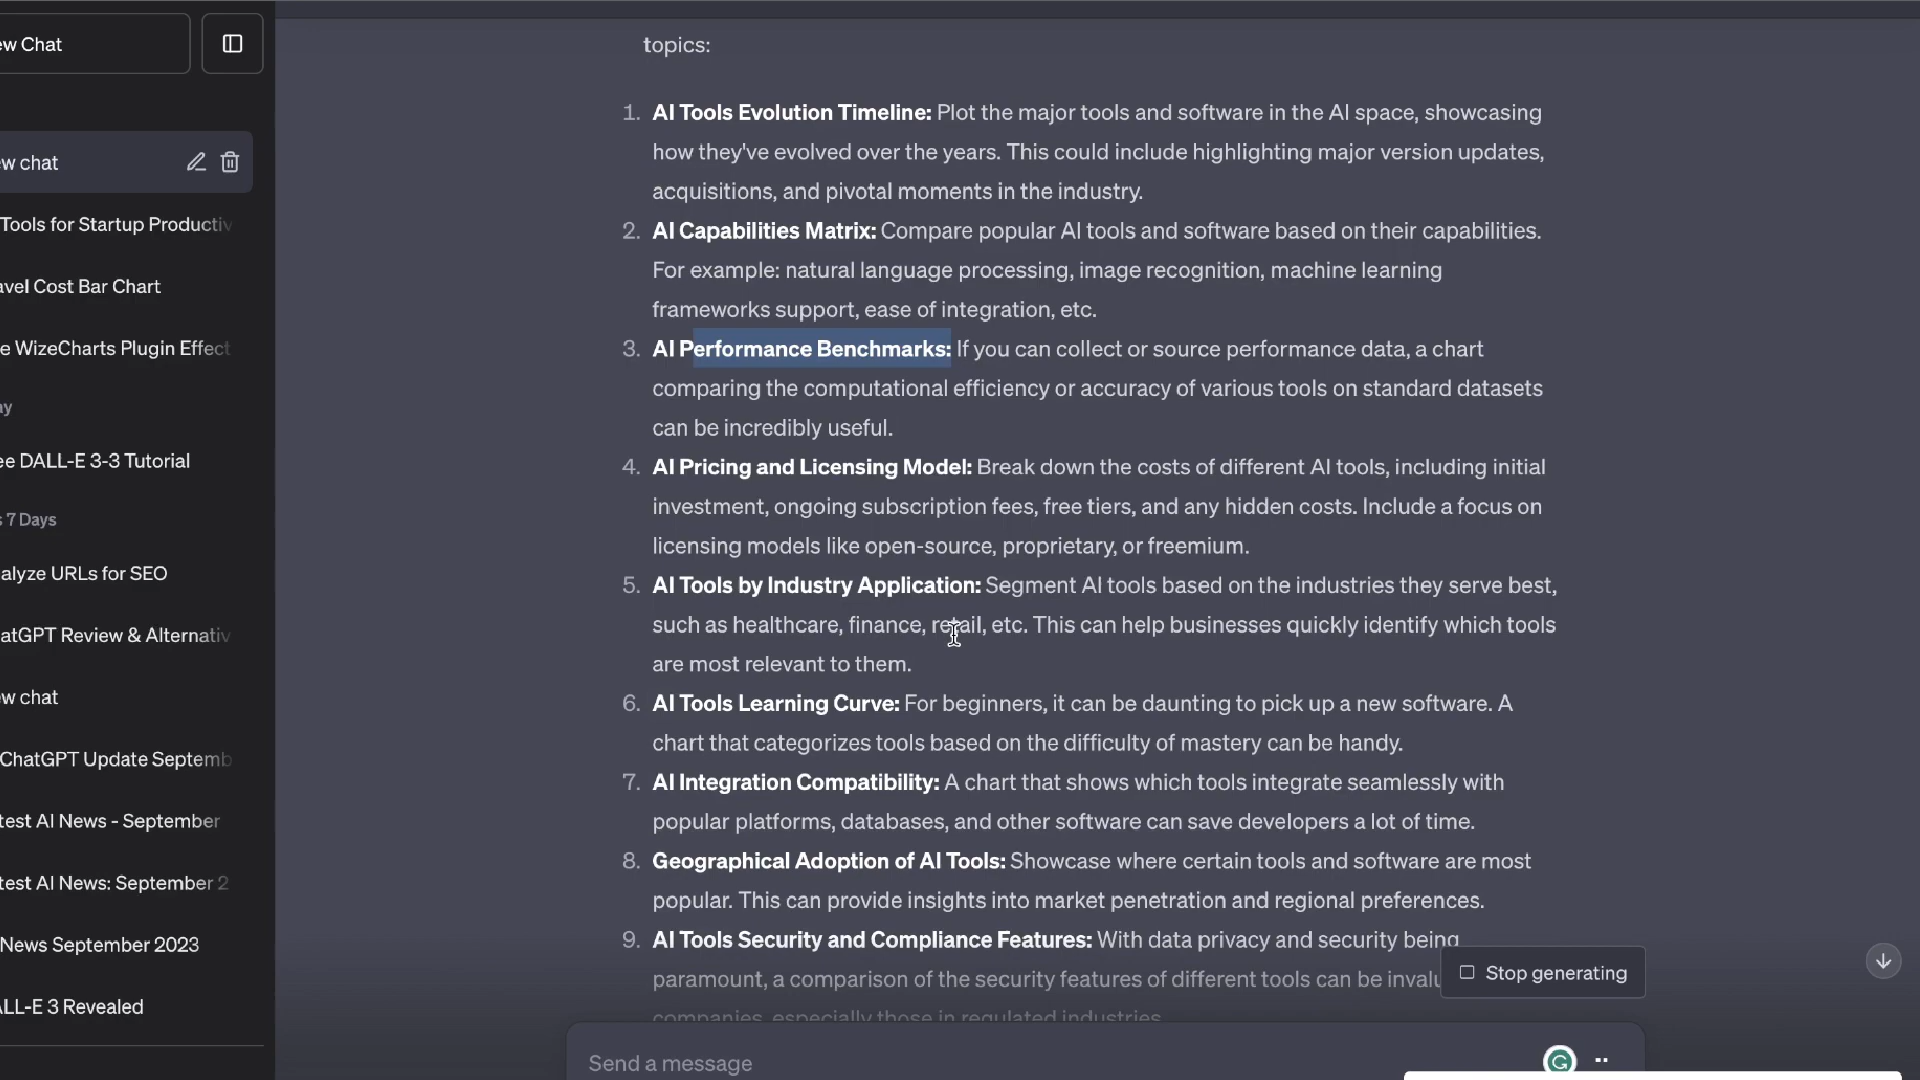 ew Chat
ew chat
Tools for Startup Productiv
avel Cost Bar Chart
e WizeCharts Plugin Effect
ay
ee DALL-E 3-3 Tutorial
s 7 Days
alyze URLs for SEO
atGPT Review & Alternativ
ew chat
ChatGPT Update Septemb
test AI News - September
test AI News: September 2
News September 2023
ALL-E 3 Revealed
topics:
1. AI Tools Evolution Timeline: Plot the major tools and software in the AI space, showcasing
how they've evolved over the years. This could include highlighting major version updates,
acquisitions, and pivotal moments in the industry.
2. AI Capabilities Matrix: Compare popular AI tools and software based on their capabilities.
For example: natural language processing, image recognition, machine learning
frameworks support, ease of integration, etc.
3. AI Performance Benchmarks: If you can collect or source performance data, a chart
comparing the computational efficiency or accuracy of various tools on standard datasets
can be incredibly useful.
4. AI Pricing and Licensing Model: Break down the costs of different AI tools, including initial
investment, ongoing subscription fees, free tiers, and any hidden costs. Include a focus on
licensing models like open-source, proprietary, or freemium.
5. AI Tools by Industry Application: Segment AI tools based on the industries they serve best,
such as healthcare, finance, retail, etc. This can help businesses quickly identify which tools
are most relevant to them.
6. AI Tools Learning Curve: For beginners, it can be daunting to pick up a new software. A
chart that categorizes tools based on the difficulty of mastery can be handy.
7. AI Integration Compatibility: A chart that shows which tools integrate seamlessly with
popular platforms, databases, and other software can save developers a lot of time.
8. Geographical Adoption of AI Tools: Showcase where certain tools and software are most
popular. This can provide insights into market penetration and regional preferences.
9. AI Tools Security and Compliance Features: With data privacy and security being
paramount, a comparison of the security features of different tools can be invalu
companies, especially those in regulated industries.
Stop generating
Send a message